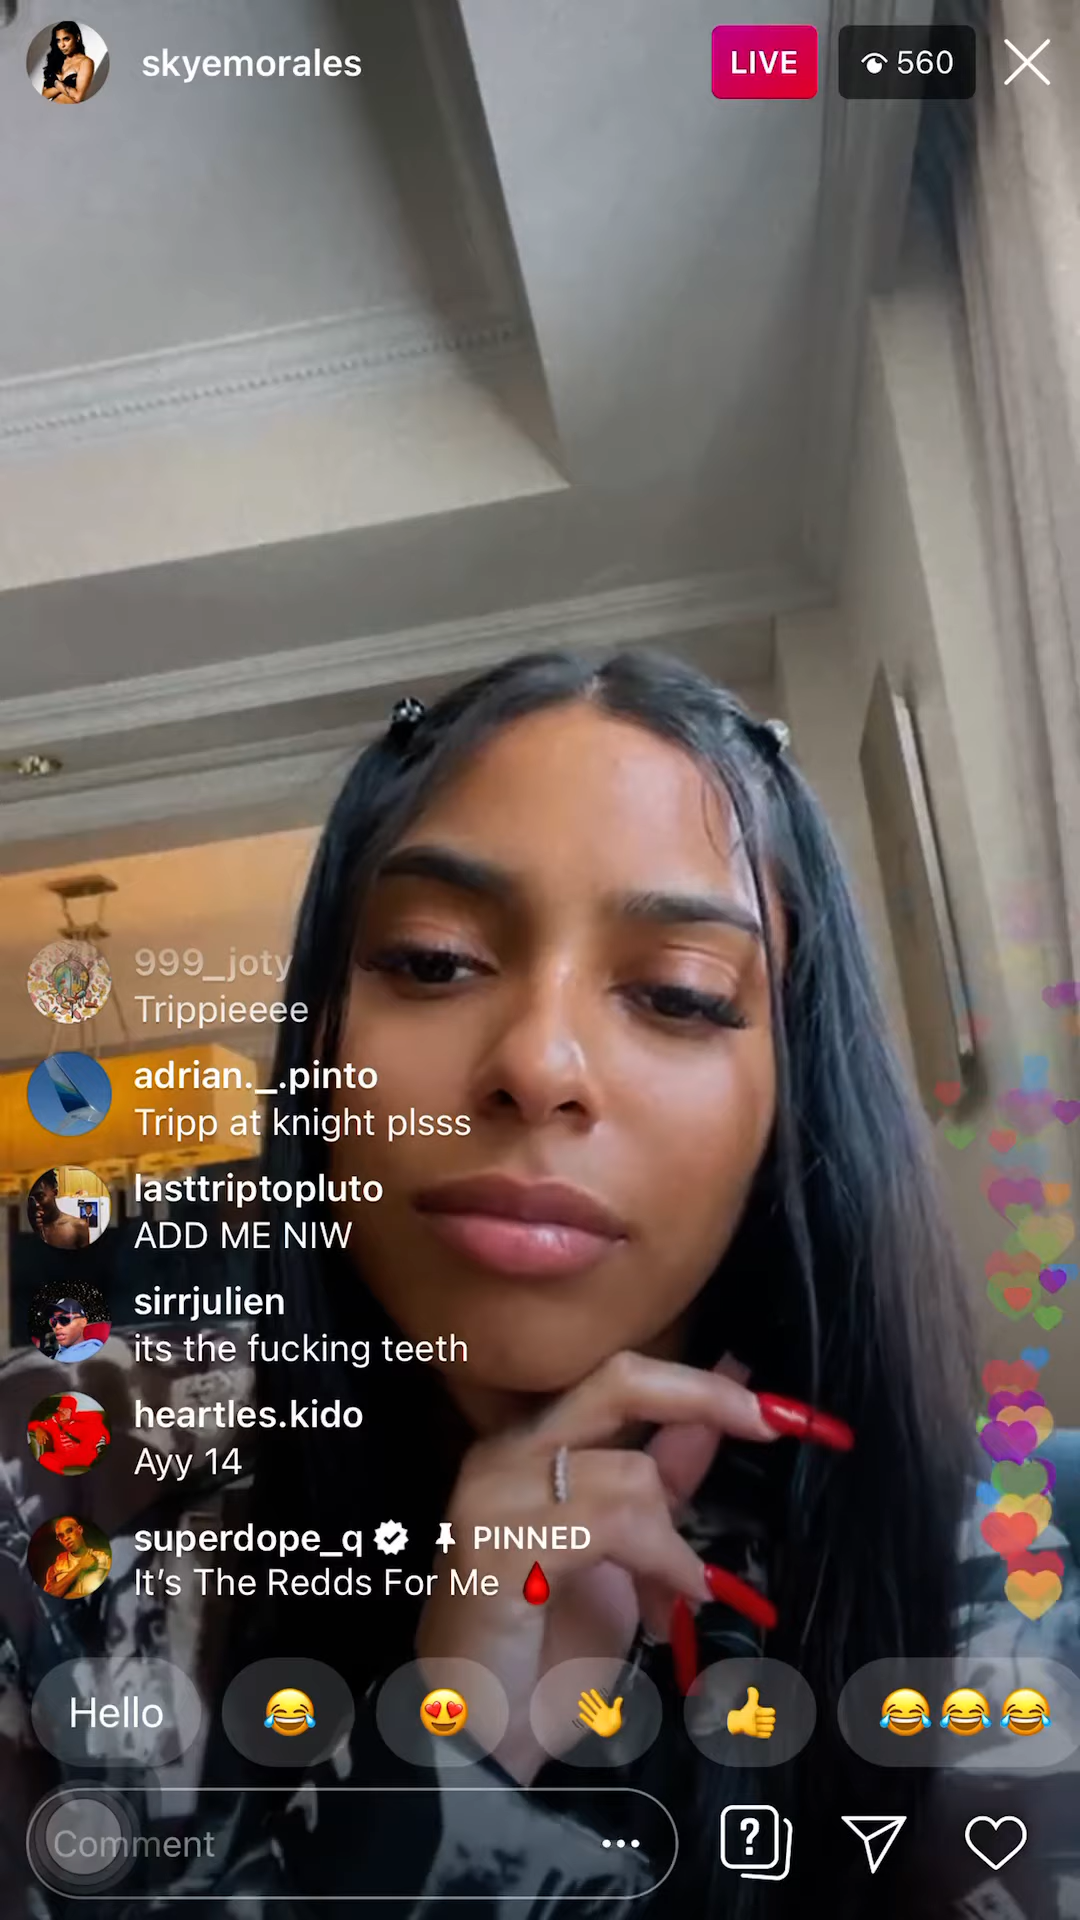 skyemorales
LIVE
560
999_joty
Trippieeee
adrian._.pinto
Tripp at knight plsss
lasttriptopluto
ADD ME NIW
sirrjulien
its the fucking teeth
heartles.kido
Ayy 14
superdope_q PINNED
It's The Redds For Me 🩸
Hello 😂 😍 👋 👍 😂😂😂
Comment